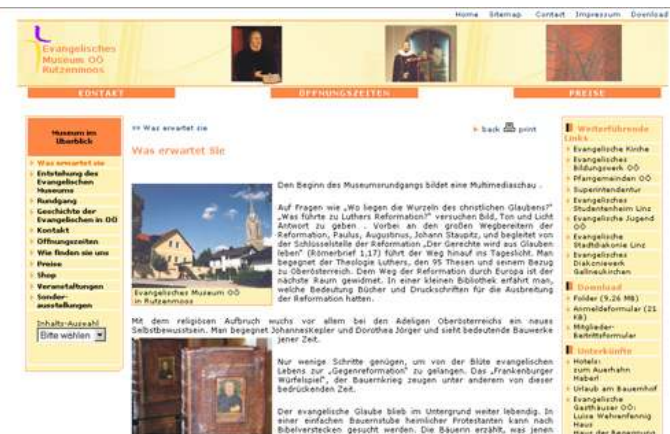 Home Sitemap Contact Impressum Download
Evangelisches
Museum OÖ
Rutzenmoos
KONTAKT ÖFFNUNGSZEITEN PREISE
Museum im
Überblick
Was erwartet sie
Entstehung des
Evangelischen
Museums
Rundgang
Geschichte der
Evangelischen in OÖ
Kontakt
Öffnungszeiten
Wie finden sie uns
Preise
Shop
Veranstaltungen
Sonder-
ausstellungen
Inhalts-Auswahl
Bitte wählen
»» Was erwartet sie
back print
Was erwartet Sie
Evangelisches Museum OÖ
in Rutzenmoos
Den Beginn des Museumsrundgangs bildet eine Multimediaschau .
Auf Fragen wie „Wo liegen die Wurzeln des christlichen Glaubens?"
„Was führte zu Luthers Reformation?" versuchen Bild, Ton und Licht
Antwort zu geben . Vorbei an den großen Wegbereitern der
Reformation, Paulus, Augustinus, Johann Staupitz, und begleitet von
der Schlüsselstelle der Reformation „Der Gerechte wird aus Glauben
leben" (Römerbrief 1,17) führt der Weg hinauf ins Tageslicht. Man
begegnet der Theologie Luthers, den 95 Thesen und seinem Bezug
zu Oberösterreich. Dem Weg der Reformation durch Europa ist der
nächste Raum gewidmet. In einer kleinen Bibliothek erfährt man,
welche Bedeutung Bücher und Druckschriften für die Ausbreitung
der Reformation hatten.
Mit dem religiösen Aufbruch wuchs vor allem bei den Adeligen Oberösterreichs ein neues
Selbstbewusstsein. Man begegnet JohannesKepler und Dorothea Jörger und sieht bedeutende Bauwerke
jener Zeit.
Nur wenige Schritte genügen, um von der Blüte evangelischen
Lebens zur „Gegenreformation" zu gelangen. Das „Frankenburger
Würfelspiel", der Bauernkrieg zeugen unter anderem von dieser
bedrückenden Zeit.
Der evangelische Glaube blieb im Untergrund weiter lebendig. In
einer einfachen Bauernstube heimlicher Protestanten kann nach
Bibelverstecken gesucht werden. Die Bäuerin erzählt, was jenen
Weiterführende
Links
Evangelische Kirche
Evangelisches
Bildungswerk OÖ
Pfarrgemeinden OÖ
Superintendentur
Evangelisches
Studentenheim Linz
Evangelische Jugend
OÖ
Evangelische
Stadtdiakonie Linz
Evangelisches
Diakoniewerk
Gallneukirchen
Download
Folder (9,26 MB)
Anmeldeformular (21
KB)
Mitglieder-
Beitrittsformular
Unterkünfte
Hotels:
zum Auerhahn
Haberl
Urlaub am Bauernhof
Evangelische
Gasthäuser OÖ:
Luise Wehrenfennig
Haus
Haus der Begegnung